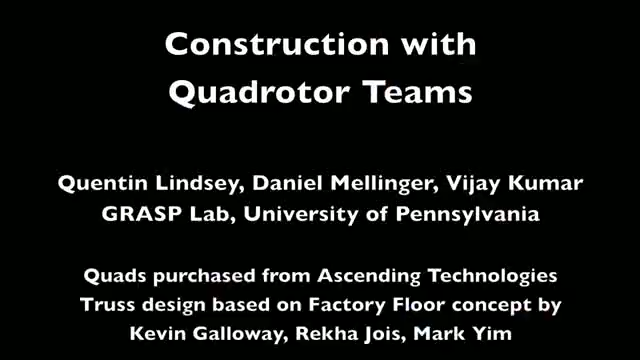 Construction with
Quadrotor Teams
Quentin Lindsey, Daniel Mellinger, Vijay Kumar
GRASP Lab, University of Pennsylvania
Quads purchased from Ascending Technologies
Truss design based on Factory Floor concept by
Kevin Galloway, Rekha Jois, Mark Yim